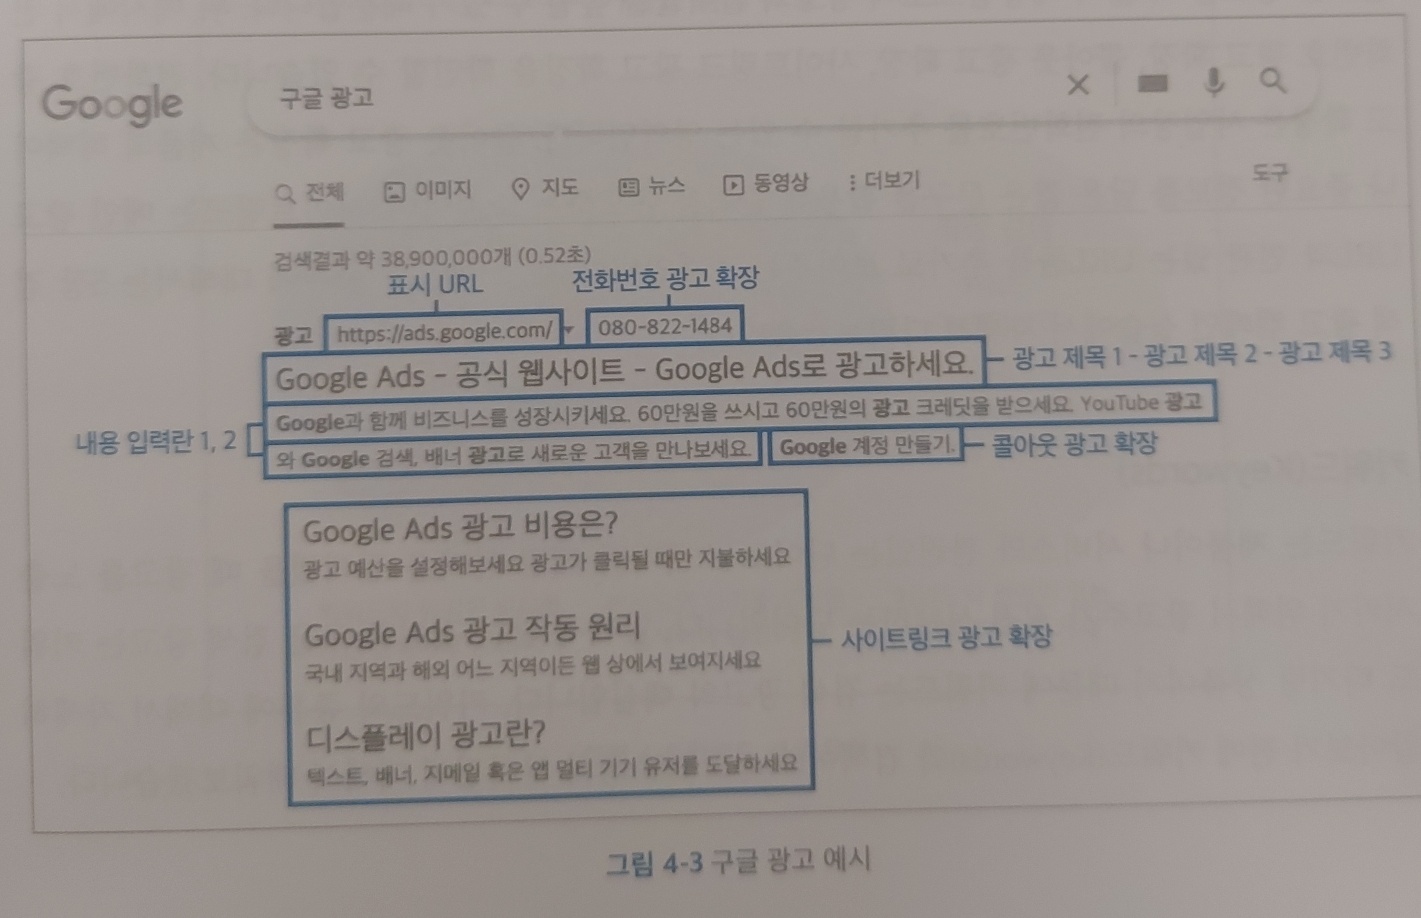 Google 구글 광고
전체 이미지 지도 뉴스 동영상 더보기 도구
검색결과 약 38,900,000개 (0.52초)
표시 URL 전화번호 광고 확장
광고 https://ads.google.com/ 080-822-1484
Google Ads - 공식 웹사이트 - Google Ads로 광고하세요. 광고 제목 1 - 광고 제목 2 - 광고 제목 3
Google과 함께 비즈니스를 성장시키세요. 60만원을 쓰시고 60만원의 광고 크레딧을 받으세요. YouTube 광고
내용 입력란 1, 2
와 Google 검색, 배너 광고로 새로운 고객을 만나보세요. Google 계정 만들기. 콜아웃 광고 확장
Google Ads 광고 비용은?
광고 예산을 설정해보세요 광고가 클릭될 때만 지불하세요
Google Ads 광고 작동 원리
국내 지역과 해외 어느 지역이든 웹 상에서 보여지세요
사이트링크 광고 확장
디스플레이 광고란?
텍스트, 배너, 지메일 혹은 앱 멀티 기기 유저를 도달하세요
그림 4-3 구글 광고 예시